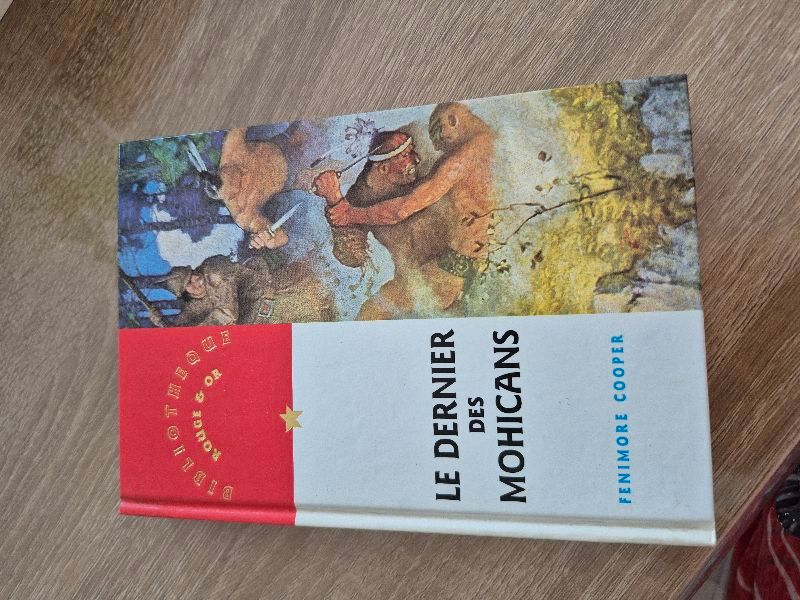 BIBLIOTHEQUE
ROUGE & OR
LE DERNIER
DES
MOHICANS
FENIMORE COOPER